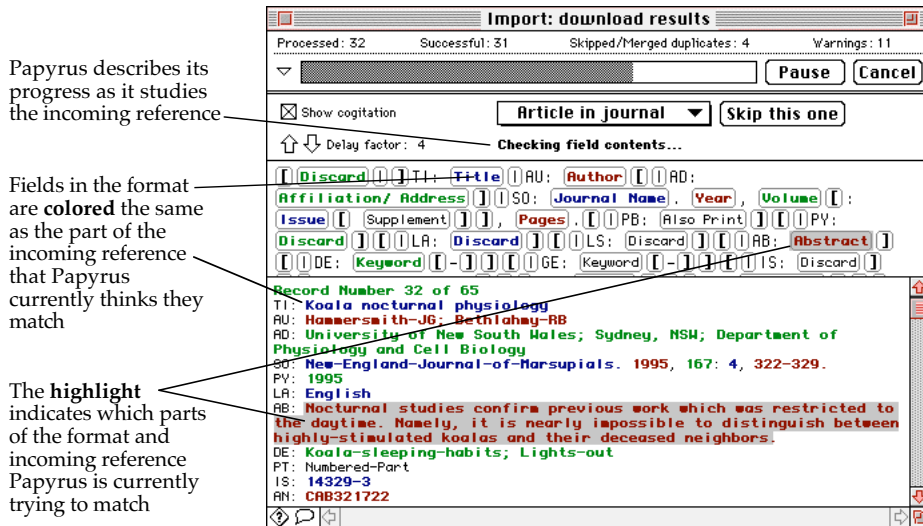 Import: download results
Processed: 32 Successful: 31 Skipped/Merged duplicates: 4 Warnings: 11
Pause Cancel
Papyrus describes its
progress as it studies
the incoming reference
Show cogitation Article in journal Skip this one
Delay factor: 4 Checking field contents...
Fields in the format
are colored the same
as the part of the
incoming reference
that Papyrus
currently thinks they
match
[ Discard | ] TI: Title | AU: Author [ | AD:
Affiliation/ Address ] | SO: Journal Name . Year , Volume [ :
Issue [ Supplement ] ] , Pages . [ | PB: Also Print ] [ | PY:
Discard ] [ | LA: Discard ] [ | LS: Discard ] [ | AB: Abstract ]
[ | DE: Keyword [ - ] ] [ | GE: Keyword [ - ] ] [ | IS: Discard ]
Record Number 32 of 65
TI: Koala nocturnal physiology
AU: Hammersmith-JG; Bethlahmy-RB
AD: University of New South Wales; Sydney, NSW; Department of
Physiology and Cell Biology
SO: New-England-Journal-of-Marsupials. 1995, 167: 4, 322-329.
PY: 1995
LA: English
AB: Nocturnal studies confirm previous work which was restricted to
the daytime. Namely, it is nearly impossible to distinguish between
highly-stimulated koalas and their deceased neighbors.
DE: Koala-sleeping-habits; Lights-out
PT: Numbered-Part
IS: 14329-3
AN: CAB321722
The highlight
indicates which parts
of the format and
incoming reference
Papyrus is currently
trying to match